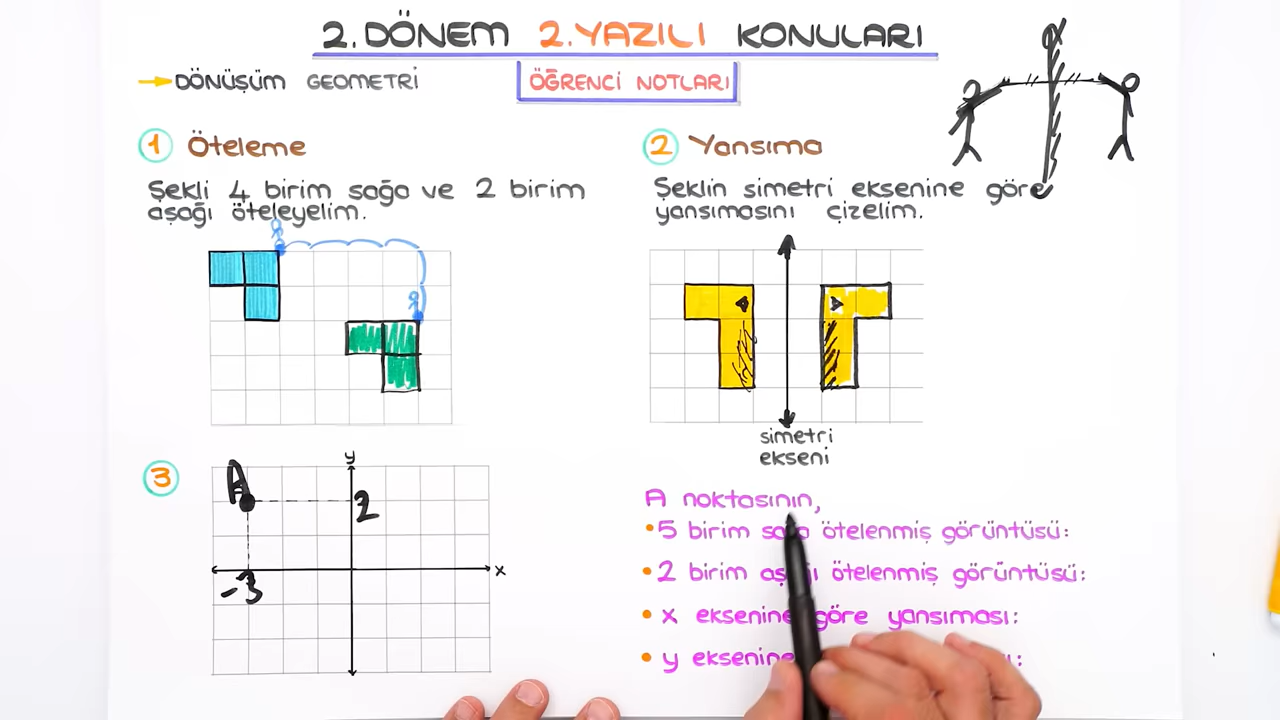 2.DÖNEM 2.YAZILI KONULARI
DÖNÜŞÜM GEOMETRİ
ÖĞRENCİ NOTLARI
1 Öteleme
Şekli 4 birim sağa ve 2 birim
aşağı öteleyelim.
2 Yansıma
Şeklin simetri eksenine göre
yansımasını çizelim.
simetri
ekseni
3
A
y
2
x
-3
A noktasının,
•5 birim sağa ötelenmiş görüntüsü:
•2 birim aşağı ötelenmiş görüntüsü:
•x eksenine göre yansıması:
•y eksenine